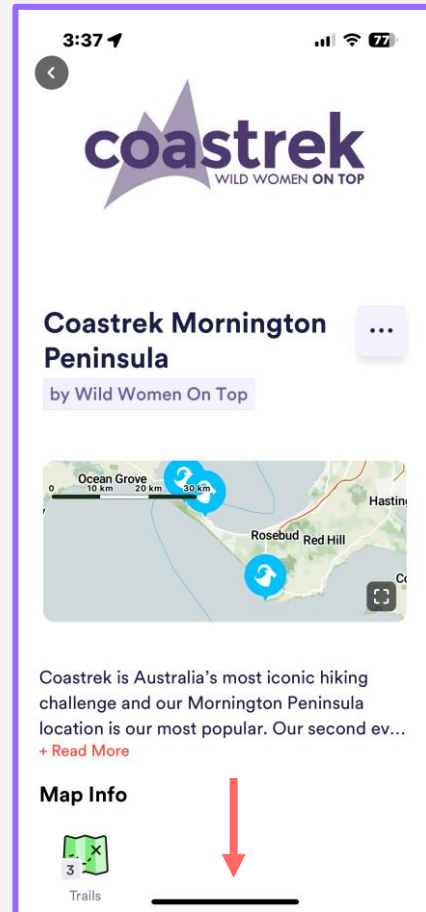 3:37
77
coastrek
WILD WOMEN ON TOP
Coastrek Mornington
Peninsula
...
by Wild Women On Top
Ocean Grove
0 10 km 20 km 30 km
Hastin
Rosebud Red Hill
Coastrek is Australia’s most iconic hiking
challenge and our Mornington Peninsula
location is our most popular. Our second ev...
+ Read More
Map Info
3
Trails